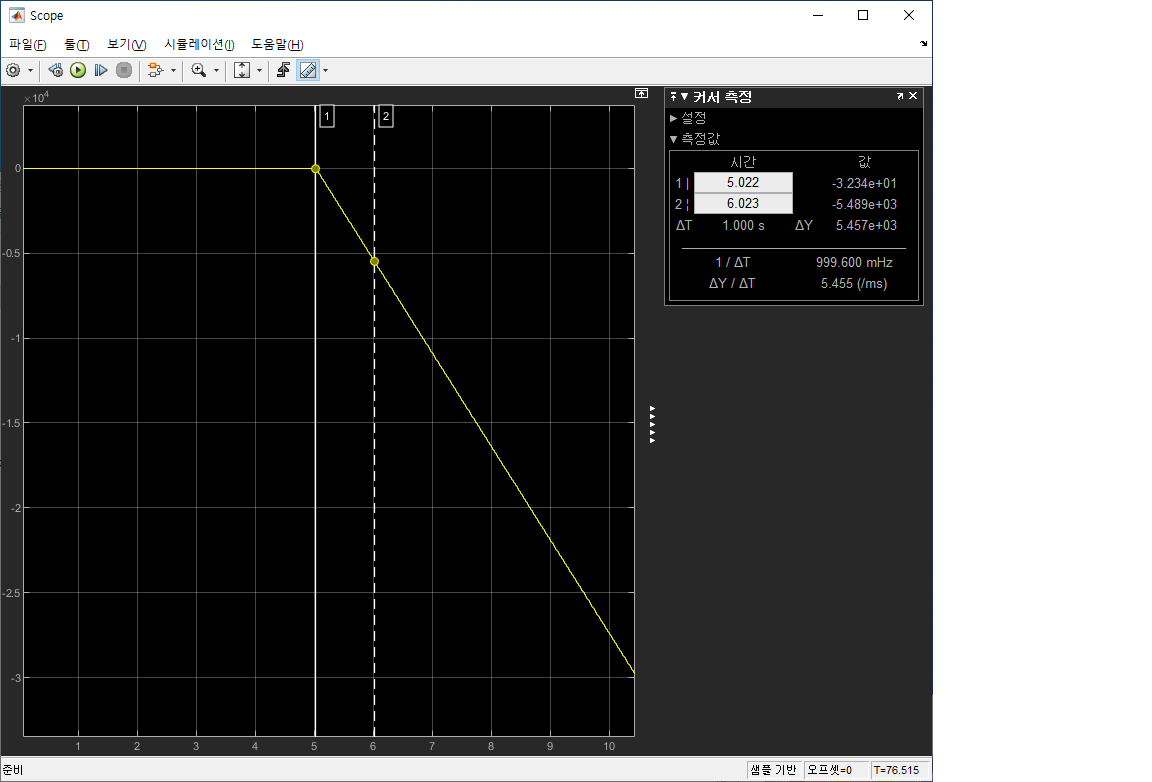 Scope
파일(F) 툴(T) 보기(V) 시뮬레이션(I) 도움말(H)
×10⁴
0
-0.5
-1
-1.5
-2
-2.5
-3
1 2 3 4 5 6 7 8 9 10
1 2
커서 측정
설정
측정값
시간 값
1 | 5.022 -3.234e+01
2 ¦ 6.023 -5.489e+03
ΔT 1.000 s ΔY 5.457e+03
1 / ΔT 999.600 mHz
ΔY / ΔT 5.455 (/ms)
준비 샘플 기반 오프셋=0 T=76.515